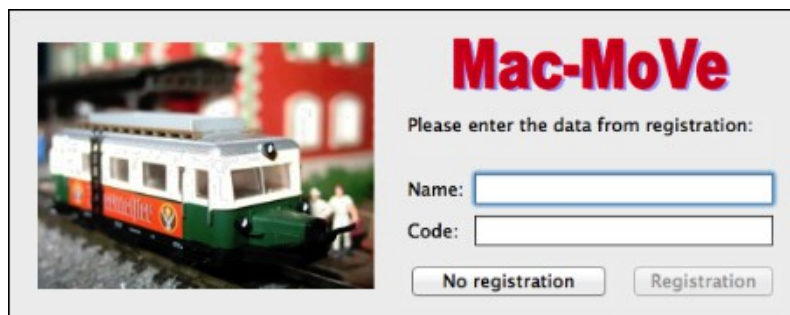 Mac-MoVe
Please enter the data from registration:
Name:
Code:
No registration
Registration